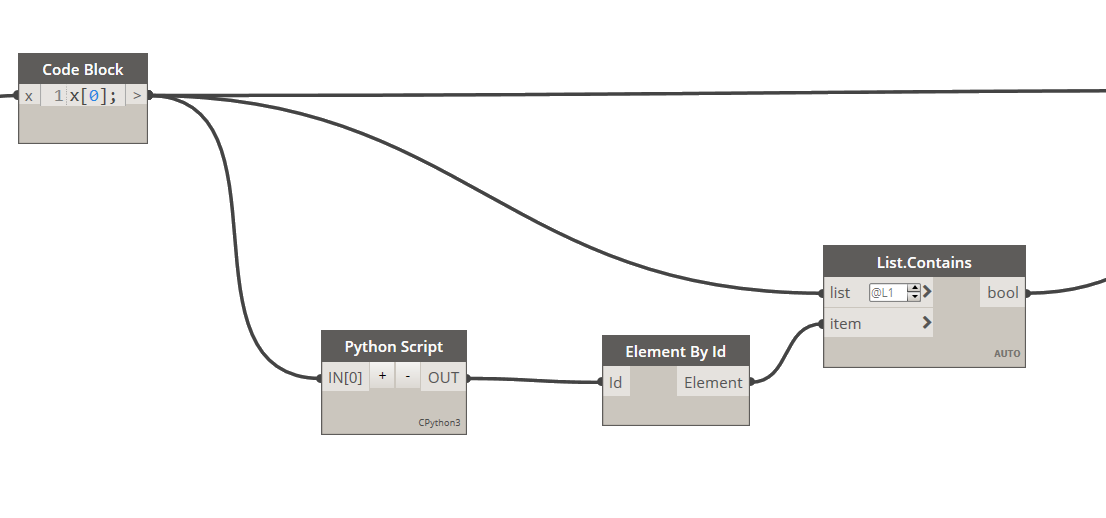 Code Block
x 1 x[0]; >
List.Contains
list @L1 bool
item
AUTO
Python Script
IN[0] + - OUT
CPython3
Element By Id
Id Element